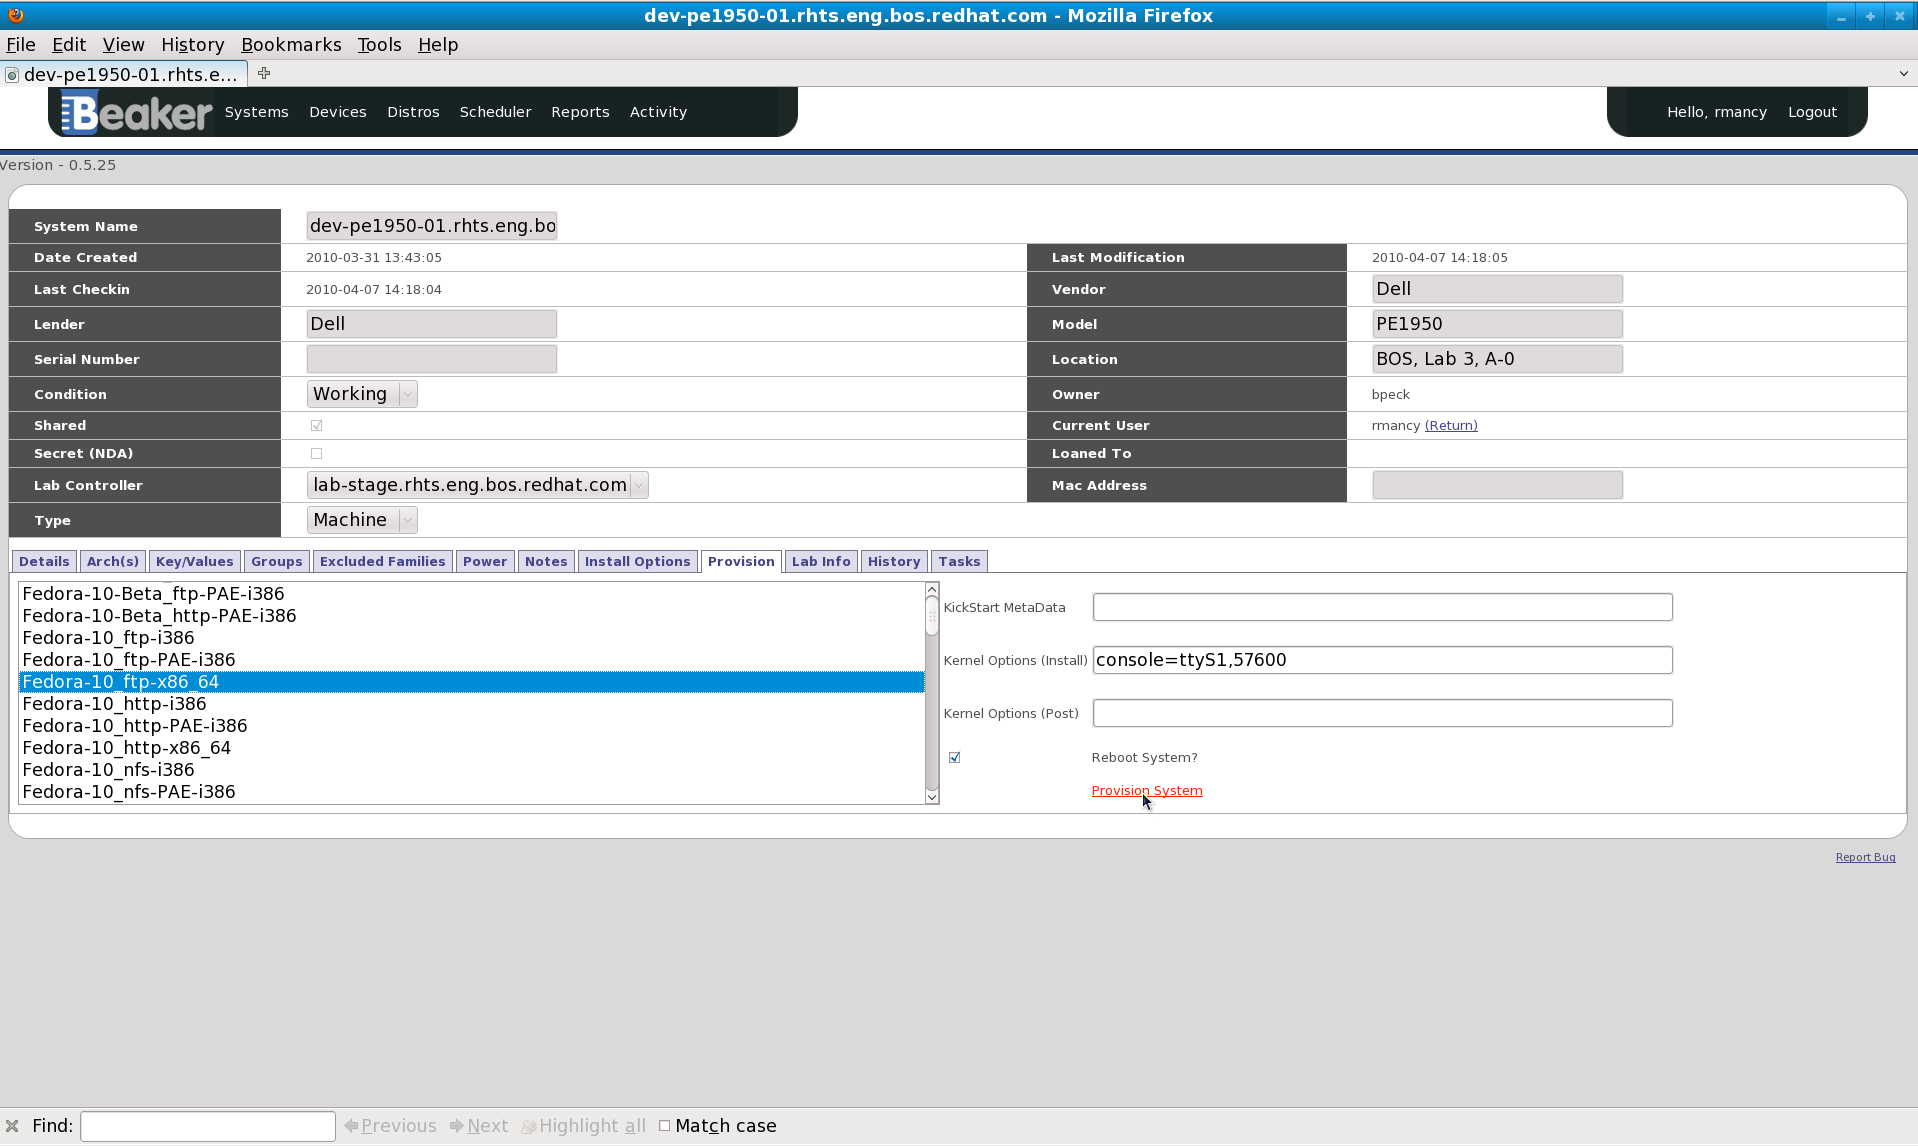 dev-pe1950-01.rhts.eng.bos.redhat.com - Mozilla Firefox
File Edit View History Bookmarks Tools Help
dev-pe1950-01.rhts.e...
Beaker Systems Devices Distros Scheduler Reports Activity Hello, rmancy Logout
Version - 0.5.25
System Name dev-pe1950-01.rhts.eng.bo
Date Created 2010-03-31 13:43:05 Last Modification 2010-04-07 14:18:05
Last Checkin 2010-04-07 14:18:04 Vendor Dell
Lender Dell Model PE1950
Serial Number Location BOS, Lab 3, A-0
Condition Working Owner bpeck
Shared Current User rmancy (Return)
Secret (NDA) Loaned To
Lab Controller lab-stage.rhts.eng.bos.redhat.com Mac Address
Type Machine
Details Arch(s) Key/Values Groups Excluded Families Power Notes Install Options Provision Lab Info History Tasks
Fedora-10-Beta_ftp-PAE-i386
Fedora-10-Beta_http-PAE-i386
Fedora-10_ftp-i386
Fedora-10_ftp-PAE-i386
Fedora-10_ftp-x86_64
Fedora-10_http-i386
Fedora-10_http-PAE-i386
Fedora-10_http-x86_64
Fedora-10_nfs-i386
Fedora-10_nfs-PAE-i386
KickStart MetaData
Kernel Options (Install) console=ttyS1,57600
Kernel Options (Post)
Reboot System?
Provision System
Report Bug
Find: Previous Next Highlight all Match case